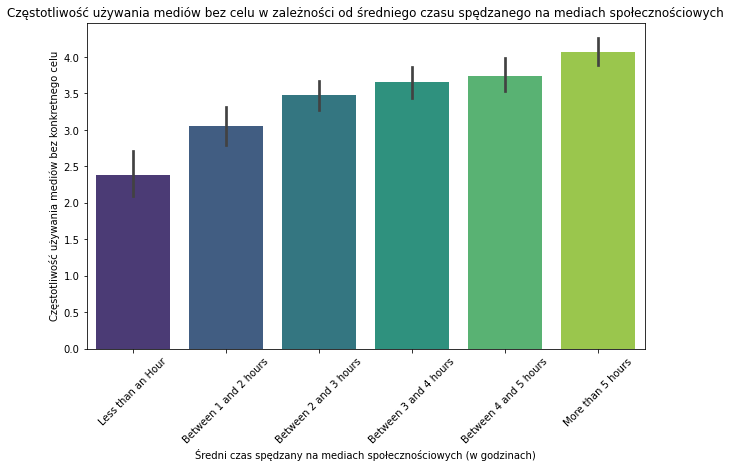 Częstotliwość używania mediów bez celu w zależności od średniego czasu spędzanego na mediach społecznościowych
Częstotliwość używania mediów bez konkretnego celu
4.0
3.5
3.0
2.5
2.0
1.5
1.0
0.5
0.0
Less than an Hour
Between 1 and 2 hours
Between 2 and 3 hours
Between 3 and 4 hours
Between 4 and 5 hours
More than 5 hours
Średni czas spędzany na mediach społecznościowych (w godzinach)